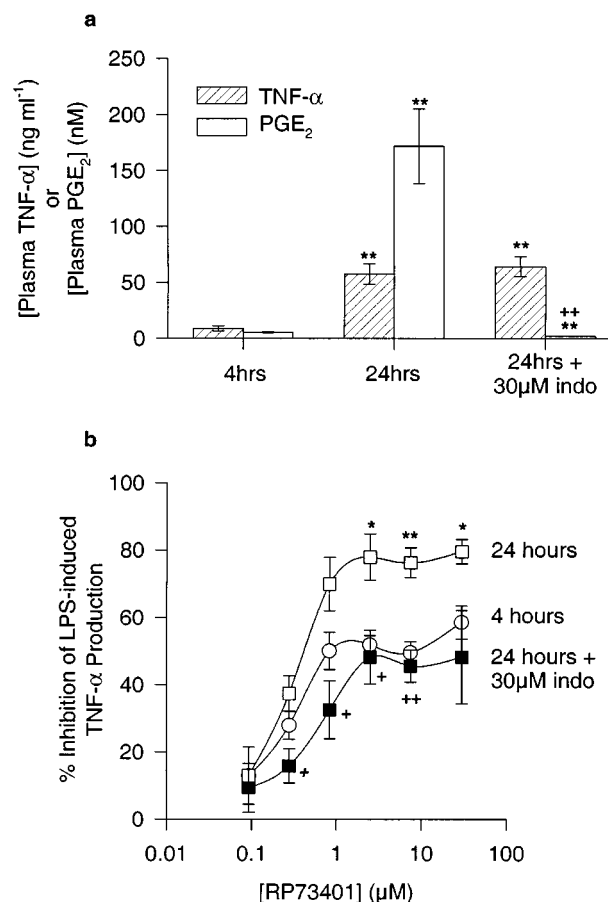 a
[Plasma TNF-α] (ng ml⁻¹)
or
[Plasma PGE₂] (nM)
250
200
150
100
50
0
TNF-α
PGE₂
**
**
**
++
**
4hrs
24hrs
24hrs +
30µM indo
b
% Inhibition of LPS-induced
TNF-α Production
100
80
60
40
20
0
* ** *
24 hours
4 hours
24 hours +
30µM indo
+
+
+
++
0.01 0.1 1 10 100
[RP73401] (µM)